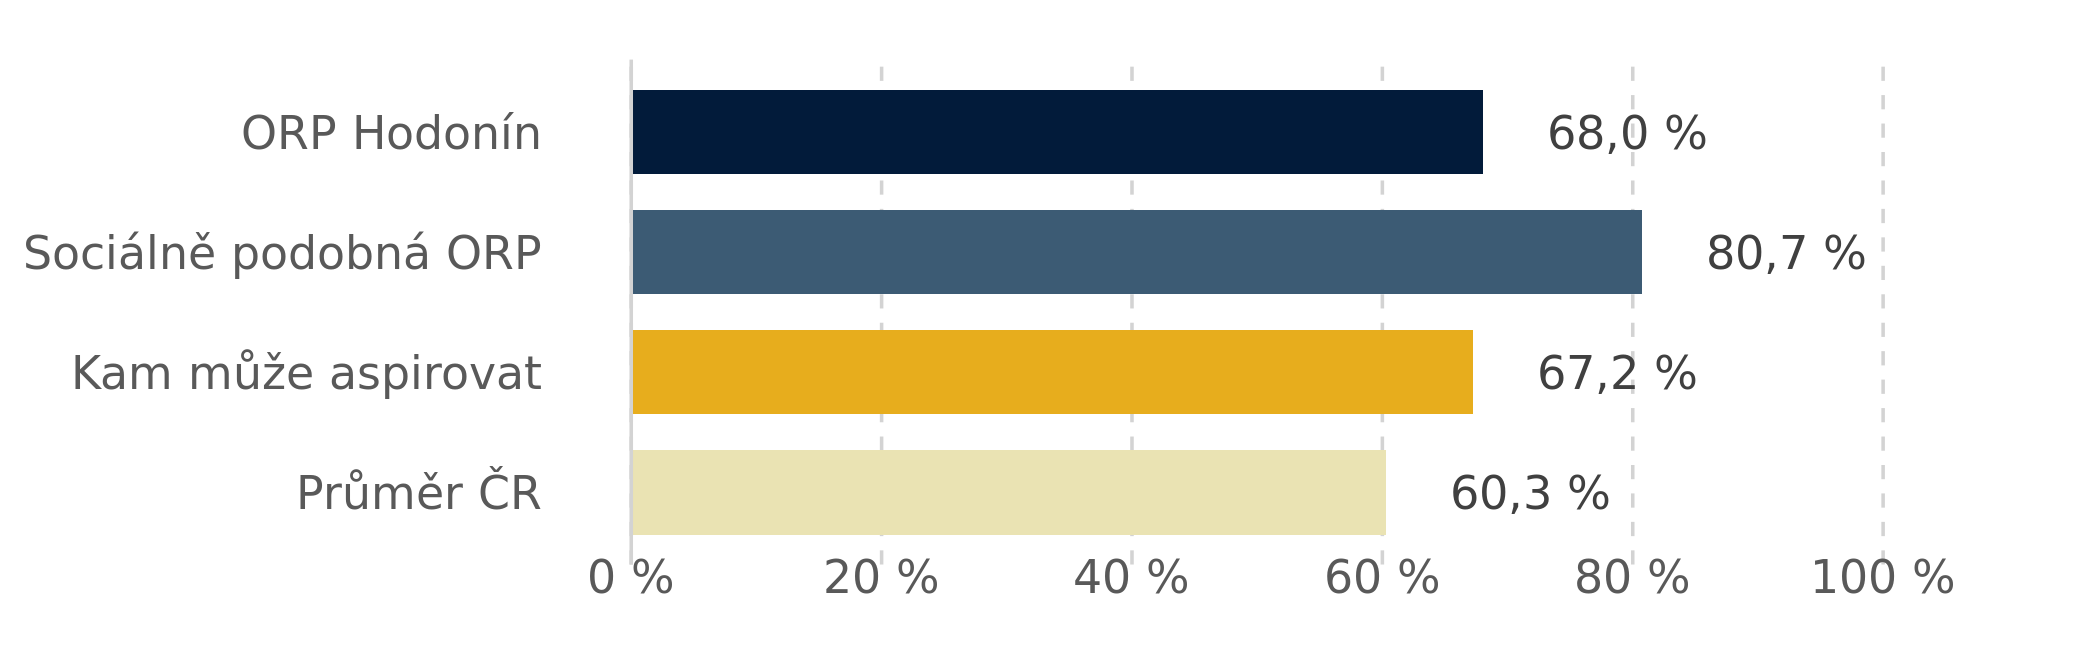 ORP Hodonín 68,0 %
Sociálně podobná ORP 80,7 %
Kam může aspirovat 67,2 %
Průměr ČR 60,3 %
0 % 20 % 40 % 60 % 80 % 100 %